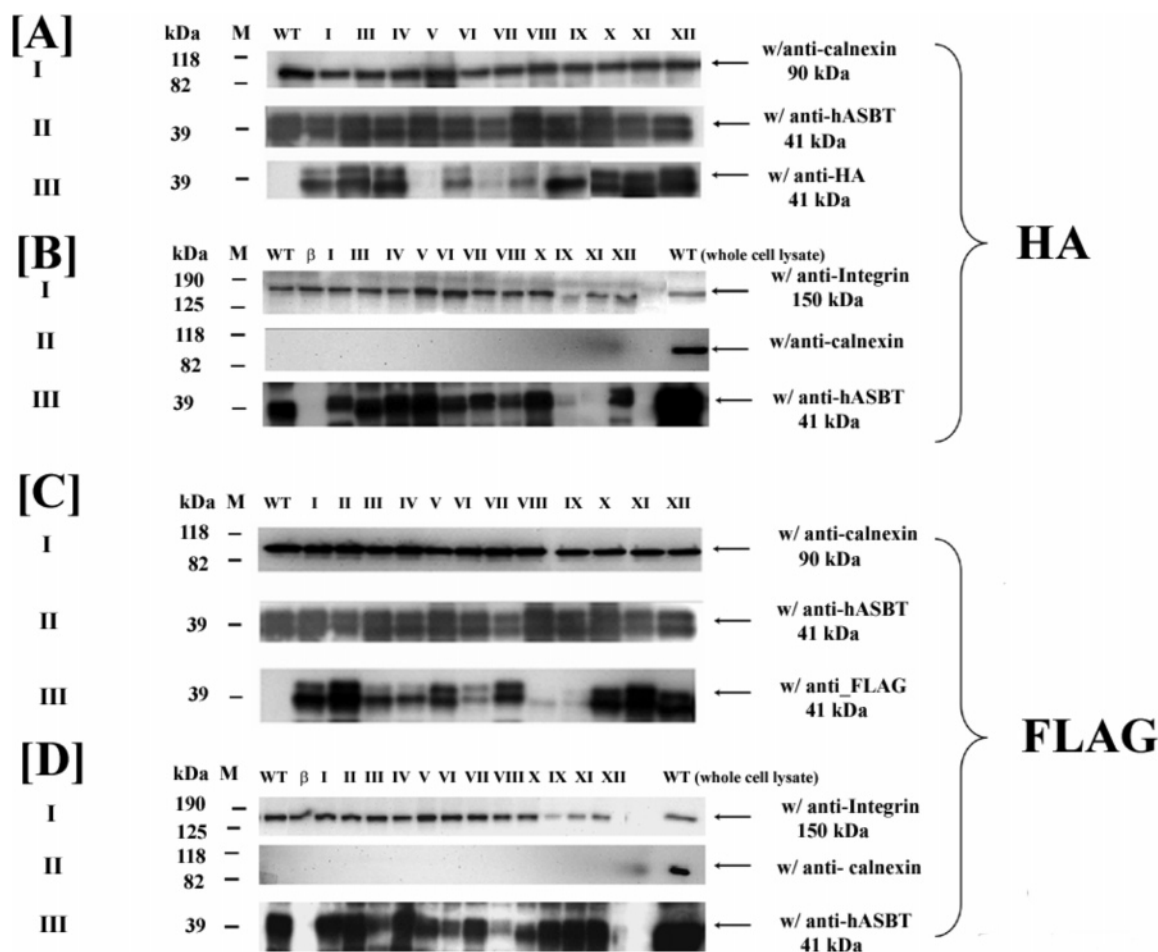 [A]
kDa M WT I III IV V VI VII VIII IX X XI XII
I 118 82 w/anti-calnexin 90 kDa
II 39 w/ anti-hASBT 41 kDa
III 39 w/ anti-HA 41 kDa
[B]
kDa M WT β I III IV V VI VII VIII X IX XI XII WT (whole cell lysate)
I 190 125 w/ anti-Integrin 150 kDa
II 118 82 w/anti-calnexin
III 39 w/ anti-hASBT 41 kDa
HA
[C]
kDa M WT I II III IV V VI VII VIII IX X XI XII
I 118 82 w/ anti-calnexin 90 kDa
II 39 w/ anti-hASBT 41 kDa
III 39 w/ anti_FLAG 41 kDa
[D]
kDa M WT β I II III IV V VI VII VIII X IX XI XII WT (whole cell lysate)
I 190 125 w/ anti-Integrin 150 kDa
II 118 82 w/ anti- calnexin
III 39 w/ anti-hASBT 41 kDa
FLAG